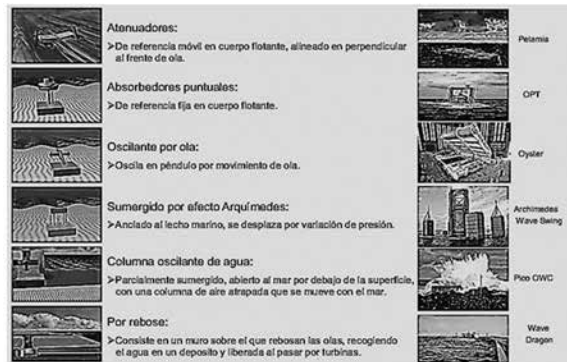 Atenuadores:
➢De referencia móvil en cuerpo flotante, alineado en perpendicular
al frente de ola.
Pelamis
Absorbedores puntuales:
➢De referencia fija en cuerpo flotante.
OPT
Oscilante por ola:
➢Oscila en péndulo por movimiento de ola.
Oyster
Sumergido por efecto Arquímedes:
➢Anclado al lecho marino, se desplaza por variación de presión.
Archimedes
Wave Swing
Columna oscilante de agua:
➢Parcialmente sumergido, abierto al mar por debajo de la superficie,
con una columna de aire atrapada que se mueve con el mar.
Pico OWC
Por rebose:
➢Consiste en un muro sobre el que rebosan las olas, recogiendo
el agua en un deposito y liberada al pasar por turbinas.
Wave
Dragon